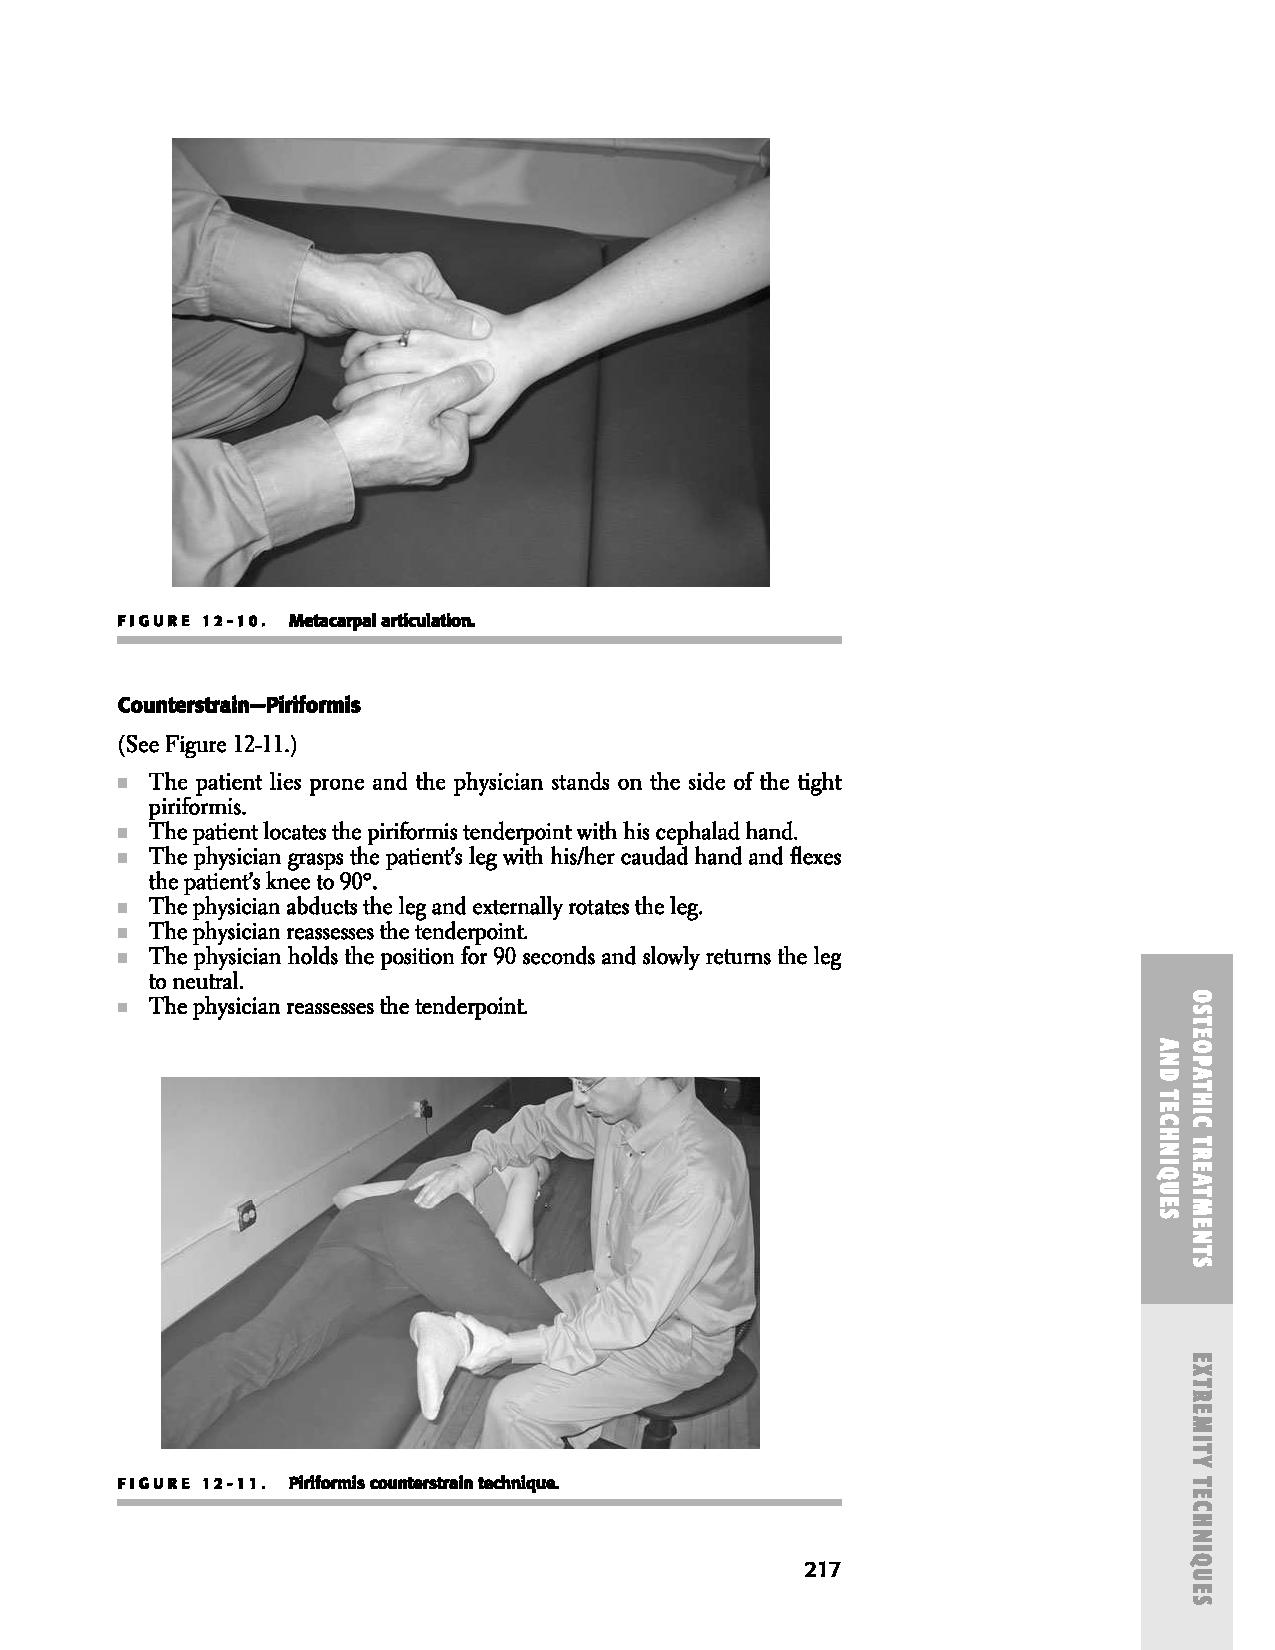 FIGURE 12-10. Metacarpal articulation.
Counterstrain—Piriformis
(See Figure 12-11.)
■ The patient lies prone and the physician stands on the side of the tight
piriformis.
■ The patient locates the piriformis tenderpoint with his cephalad hand.
■ The physician grasps the patient's leg with his/her caudad hand and flexes
the patient's knee to 90°.
■ The physician abducts the leg and externally rotates the leg.
■ The physician reassesses the tenderpoint.
■ The physician holds the position for 90 seconds and slowly returns the leg
to neutral.
■ The physician reassesses the tenderpoint.
FIGURE 12-11. Piriformis counterstrain technique.
217
OSTEOPATHIC TREATMENTS
AND TECHNIQUES
EXTREMITY TECHNIQUES